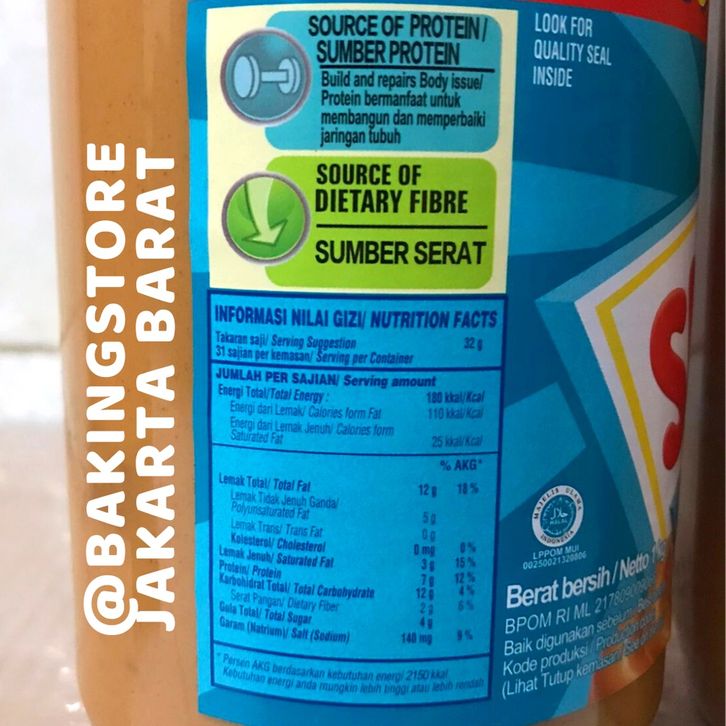 @BAKINGSTORE
JAKARTA BARAT
SOURCE OF PROTEIN /
SUMBER PROTEIN
Build and repairs Body issue/
Protein bermanfaat untuk
membangun dan memperbaiki
jaringan tubuh
SOURCE OF
DIETARY FIBRE
SUMBER SERAT
LOOK FOR
QUALITY SEAL
INSIDE
INFORMASI NILAI GIZI/ NUTRITION FACTS
Takaran saji/ Serving Suggestion 32 g
31 sajian per kemasan/ Serving per Container
JUMLAH PER SAJIAN/ Serving amount
Energi Total/Total Energy : 180 kkal/Kcal
Energi dari Lemak/ Calories form Fat 110 kkal/Kcal
Energi dari Lemak Jenuh/ Calories form
Saturated Fat 25 kkal/Kcal
% AKG*
Lemak Total/ Total Fat 12 g 18 %
Lemak Tidak Jenuh Ganda/
Polyunsaturated Fat 5 g
Lemak Trans/ Trans Fat 0 g
Kolesterol/ Cholesterol 0 mg 0 %
Lemak Jenuh/ Saturated Fat 3 g 15 %
Protein/ Protein 7 g 12 %
Karbohidrat Total/ Total Carbohydrate 12 g 4 %
Serat Pangan/ Dietary Fiber 2 g 6 %
Gula Total/ Total Sugar 4 g
Garam (Natrium)/ Salt (Sodium) 140 mg 9 %
* Persen AKG berdasarkan kebutuhan energi 2150 kkal.
Kebutuhan energi anda mungkin lebih tinggi atau lebih rendah
MAJELIS ULAMA
HALAL
INDONESIA
LPPOM MUI
00250021320806
Berat bersih / Netto
BPOM RI ML
Baik digunakan sebelum
Kode produksi /
(Lihat Tutup kemasan